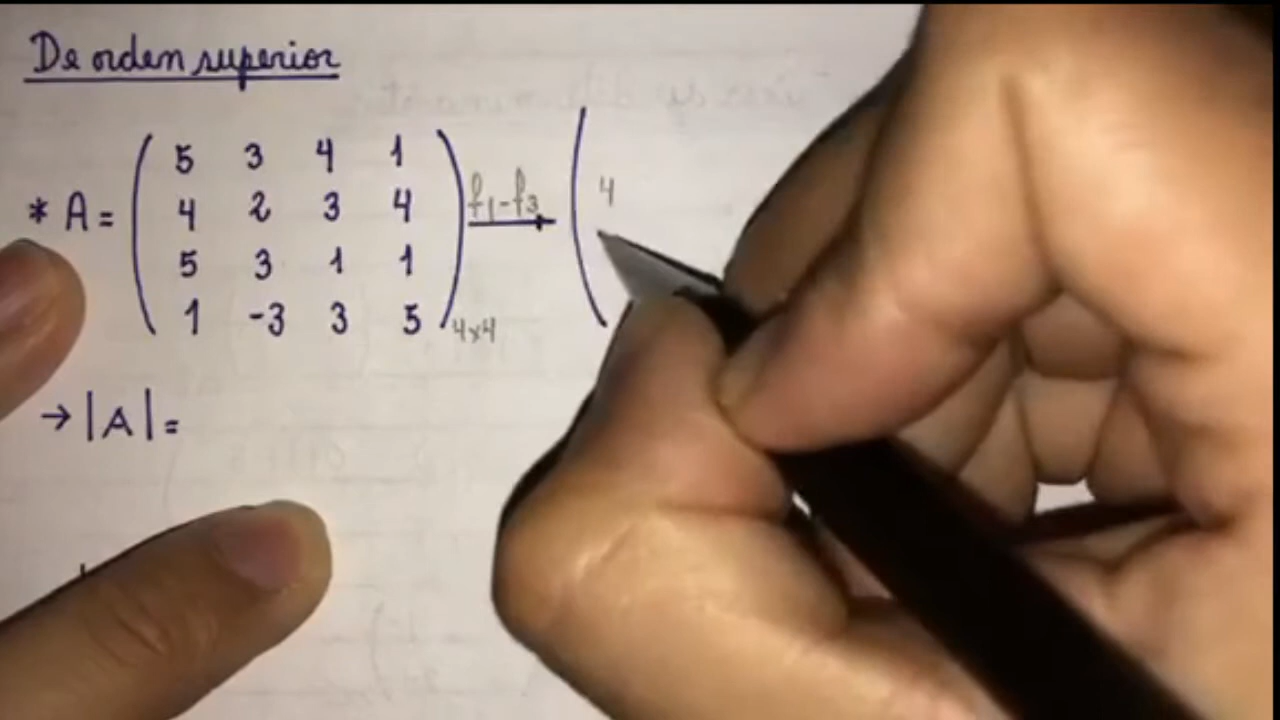 De orden superior
* A = ( 5 3 4 1
4 2 3 4
5 3 1 1
1 -3 3 5 )4x4 f₁-f₃ → ( 4
→ |A| =